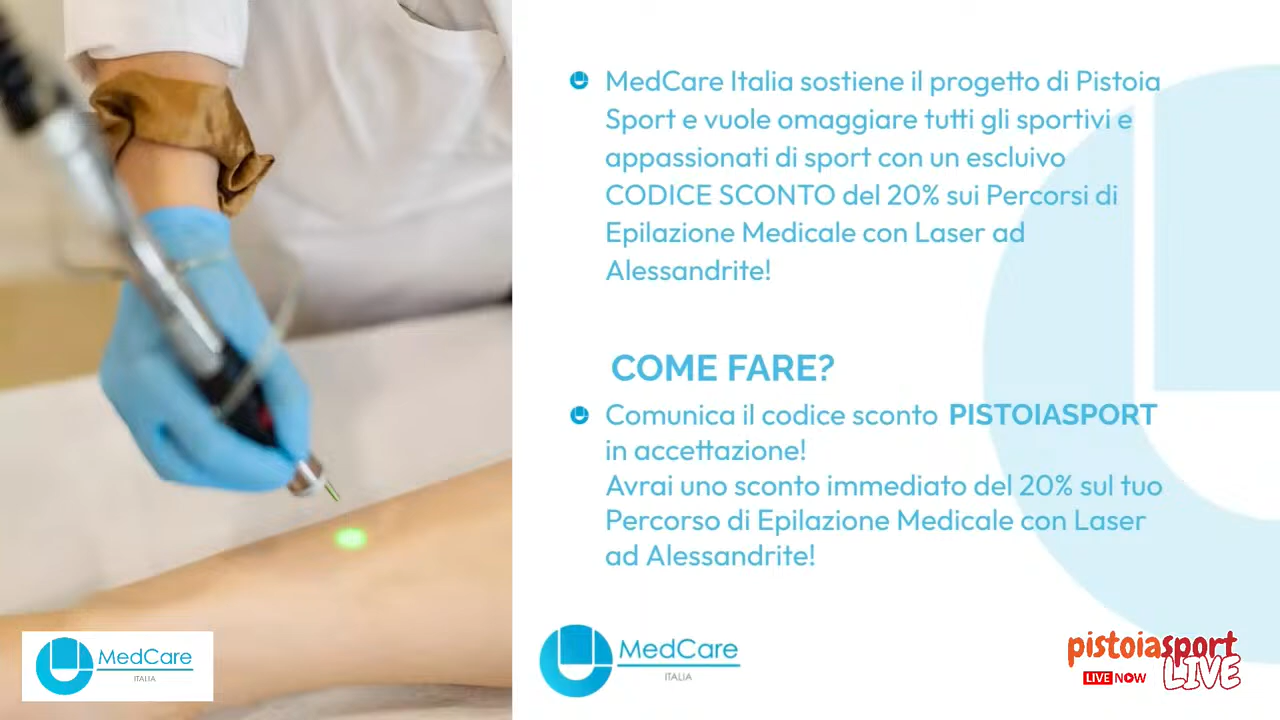 MedCare Italia sostiene il progetto di Pistoia
Sport e vuole omaggiare tutti gli sportivi e
appassionati di sport con un escluivo
CODICE SCONTO del 20% sui Percorsi di
Epilazione Medicale con Laser ad
Alessandrite!
COME FARE?
Comunica il codice sconto PISTOIASPORT
in accettazione!
Avrai uno sconto immediato del 20% sul tuo
Percorso di Epilazione Medicale con Laser
ad Alessandrite!
MedCare
ITALIA
MedCare
ITALIA
pistoiasport
LIVE NOW LIVE